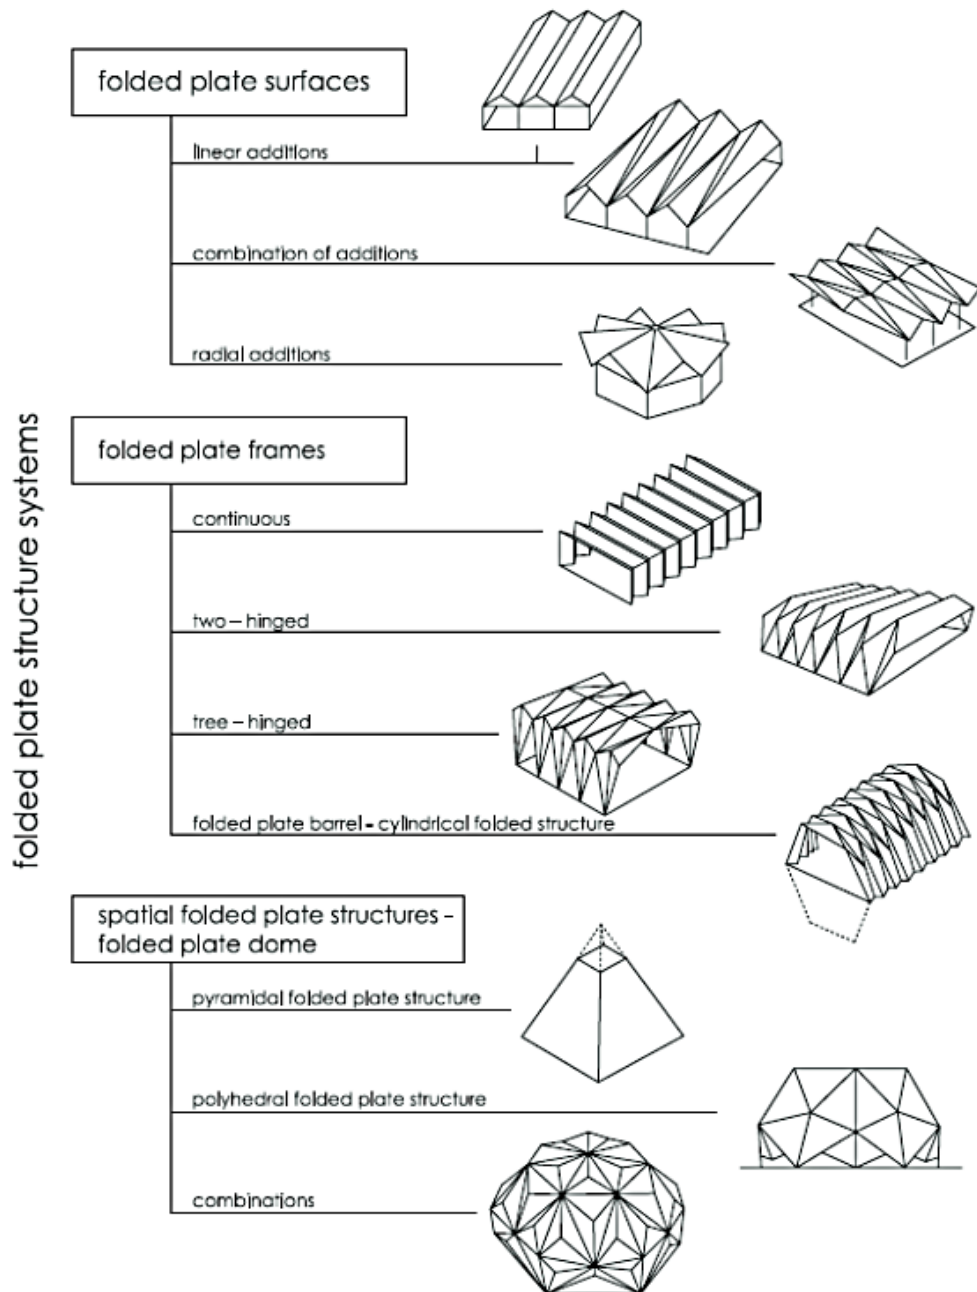 folded plate structure systems
folded plate surfaces
linear additions
combination of additions
radial additions
folded plate frames
continuous
two - hinged
tree - hinged
folded plate barrel - cylindrical folded structure
spatial folded plate structures -
folded plate dome
pyramidal folded plate structure
polyhedral folded plate structure
combinations